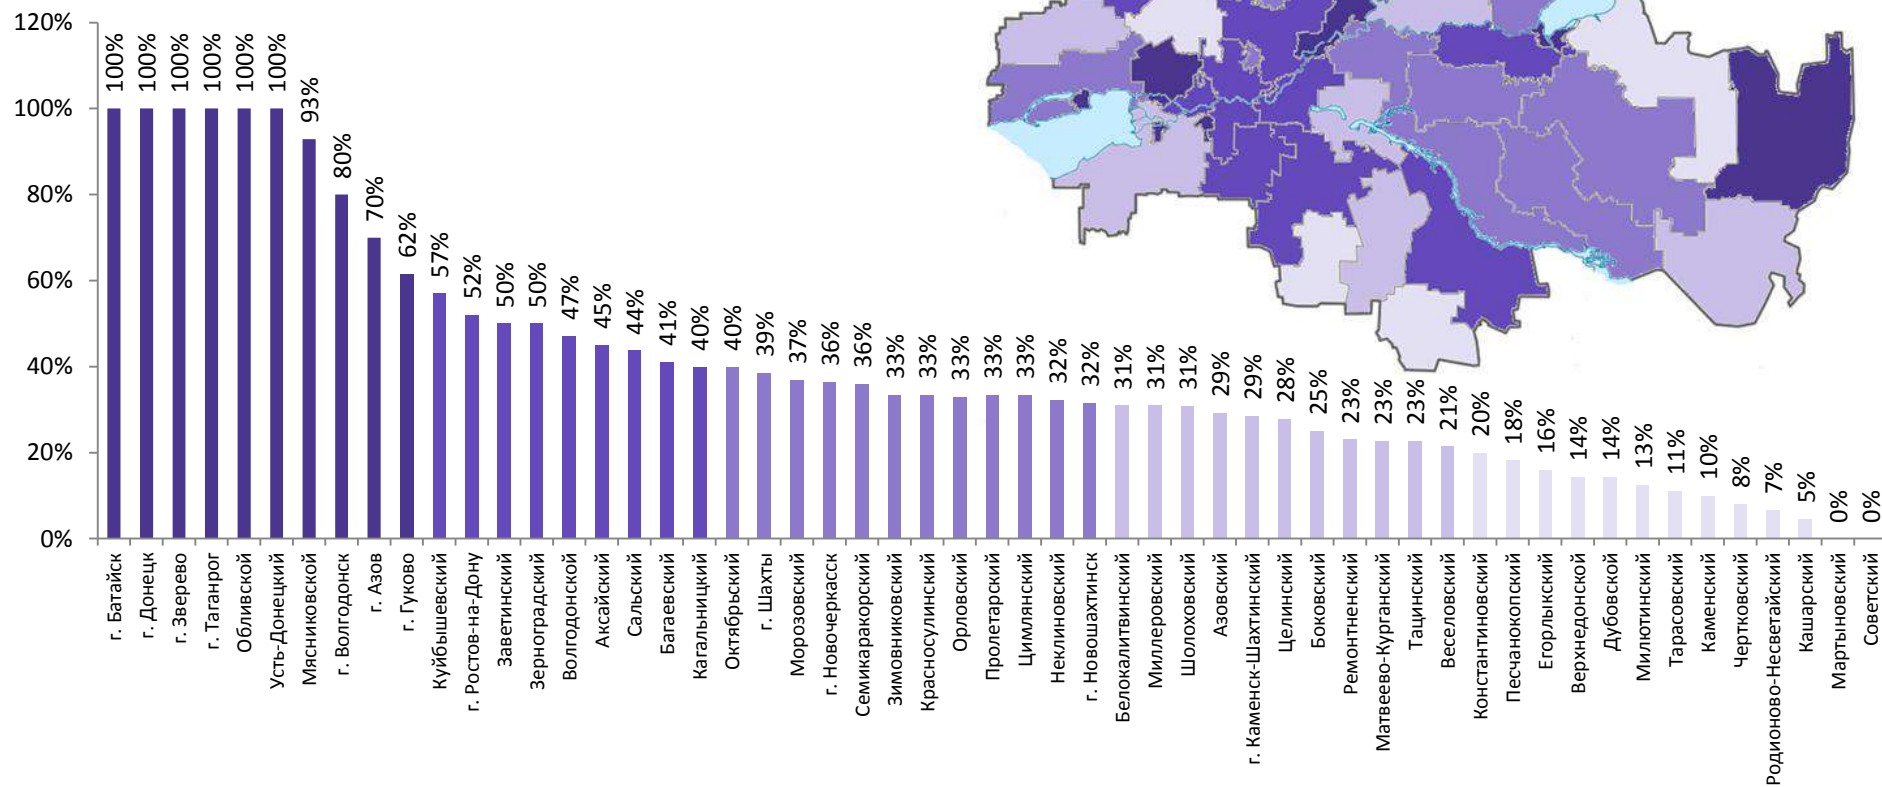 120%
100%
80%
60%
40%
20%
0%
100%
100%
100%
100%
100%
100%
93%
80%
70%
62%
57%
52%
50%
50%
47%
45%
44%
41%
40%
40%
39%
37%
36%
36%
33%
33%
33%
33%
33%
32%
32%
31%
31%
31%
29%
29%
28%
25%
23%
23%
23%
21%
20%
18%
16%
14%
14%
13%
11%
10%
8%
7%
5%
0%
0%
г. Батайск
г. Донецк
г. Зверево
г. Таганрог
Обливской
Усть-Донецкий
Мясниковской
г. Волгодонск
г. Азов
г. Гуково
Куйбышевский
г. Ростов-на-Дону
Заветинский
Зерноградский
Волгодонской
Аксайский
Сальский
Багаевский
Кагальницкий
Октябрьский
г. Шахты
Морозовский
г. Новочеркасск
Семикаракорский
Зимовниковский
Красносулинский
Орловский
Пролетарский
Цимлянский
Неклиновский
г. Новошахтинск
Белокалитвинский
Миллеровский
Шолоховский
Азовский
г. Каменск-Шахтинский
Целинский
Боковский
Ремонтненский
Матвеево-Курганский
Тацинский
Веселовский
Константиновский
Песчанокопский
Егорлыкский
Верхнедонской
Дубовской
Милютинский
Тарасовский
Каменский
Чертковский
Родионово-Несветайский
Кашарский
Мартыновский
Советский